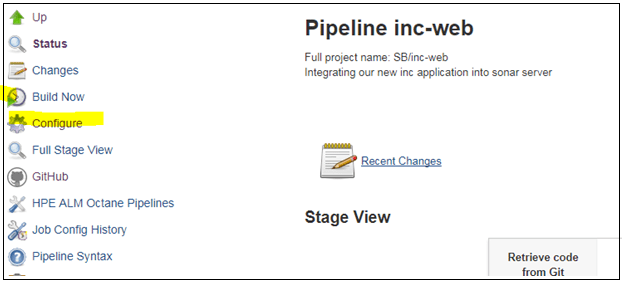 Up
Status
Changes
Build Now
Configure
Full Stage View
GitHub
HPE ALM Octane Pipelines
Job Config History
Pipeline Syntax
Pipeline inc-web
Full project name: SB/inc-web
Integrating our new inc application into sonar server
Recent Changes
Stage View
Retrieve code
from Git